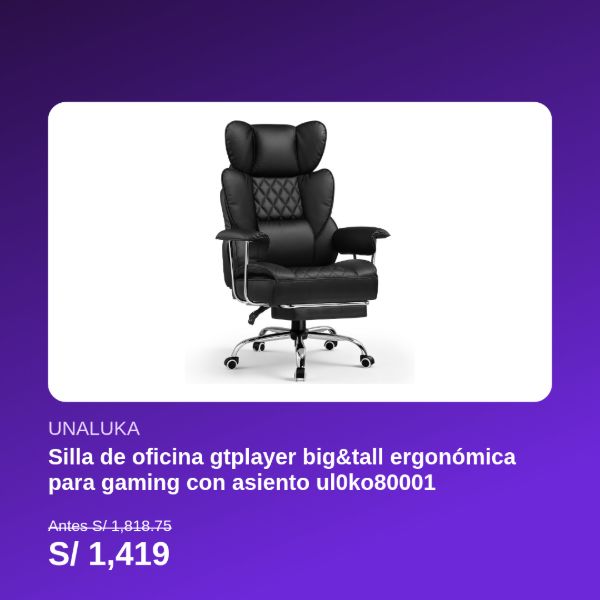 UNALUKA
Silla de oficina gtplayer big&tall ergonómica
para gaming con asiento ul0ko80001
Antes S/ 1,818.75
S/ 1,419